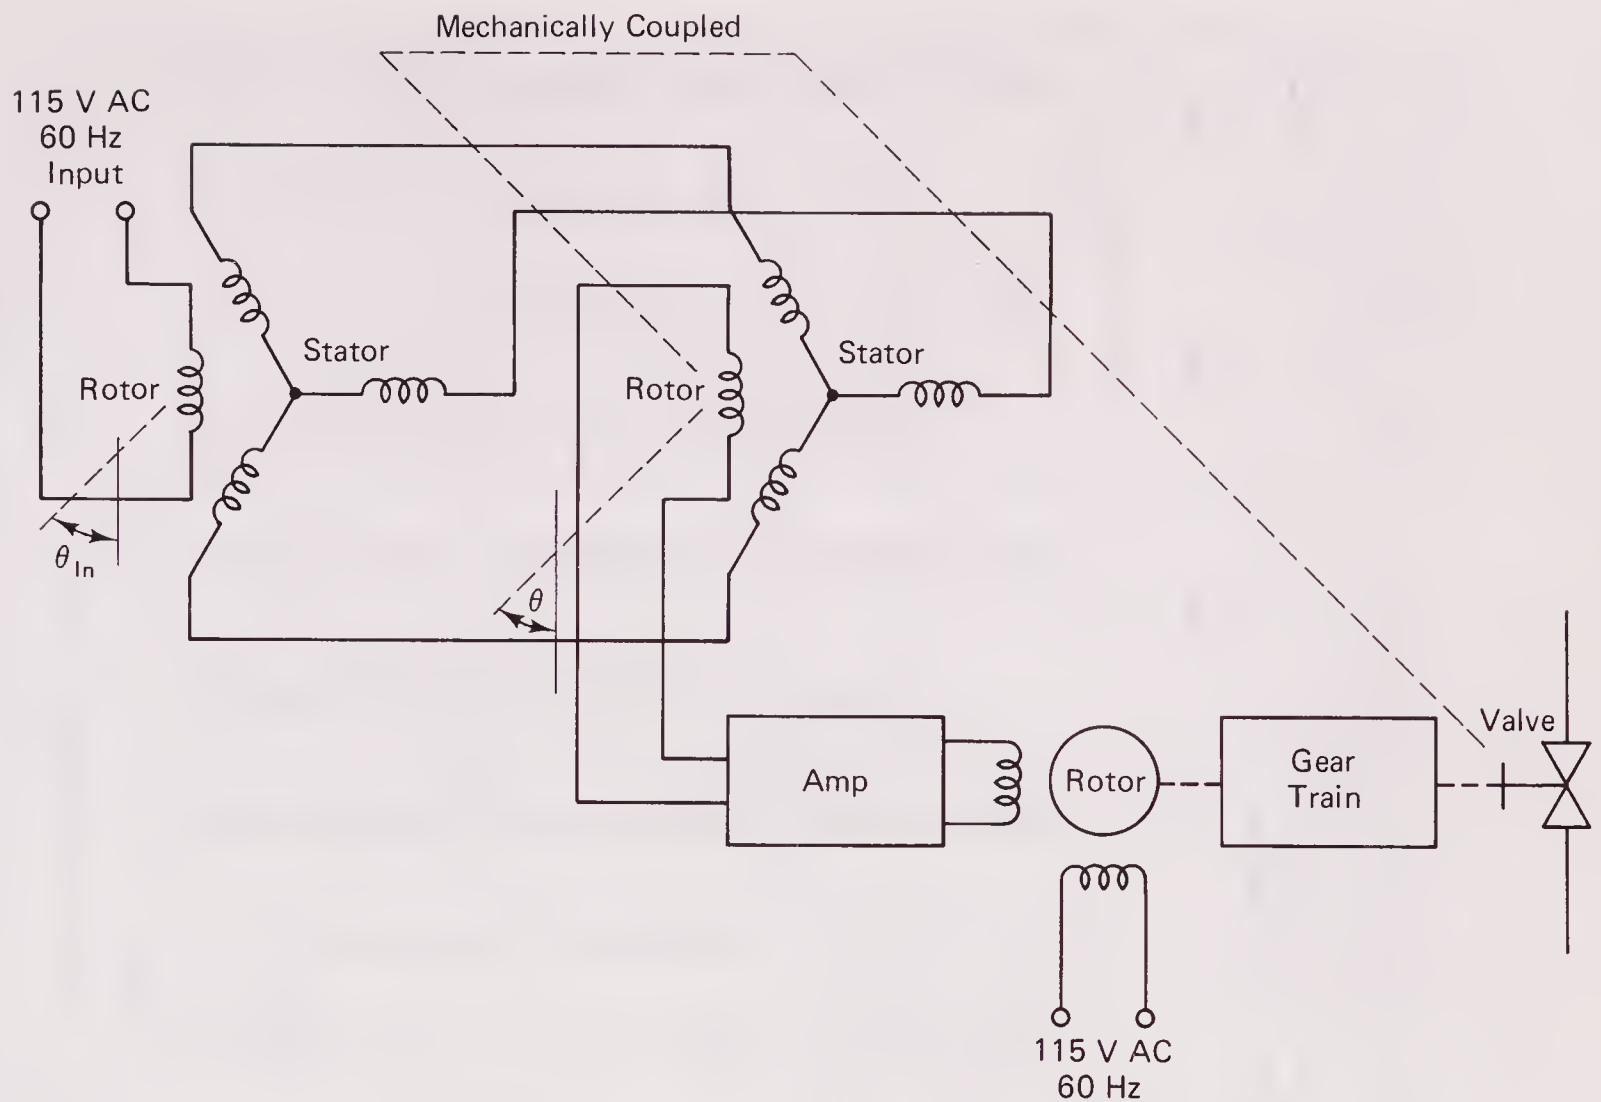 Mechanically Coupled
115 V AC
60 Hz
Input
Stator
Stator
Rotor
Rotor
θ In
θ
Valve
Amp
Rotor
Gear
Train
115 V AC
60 Hz